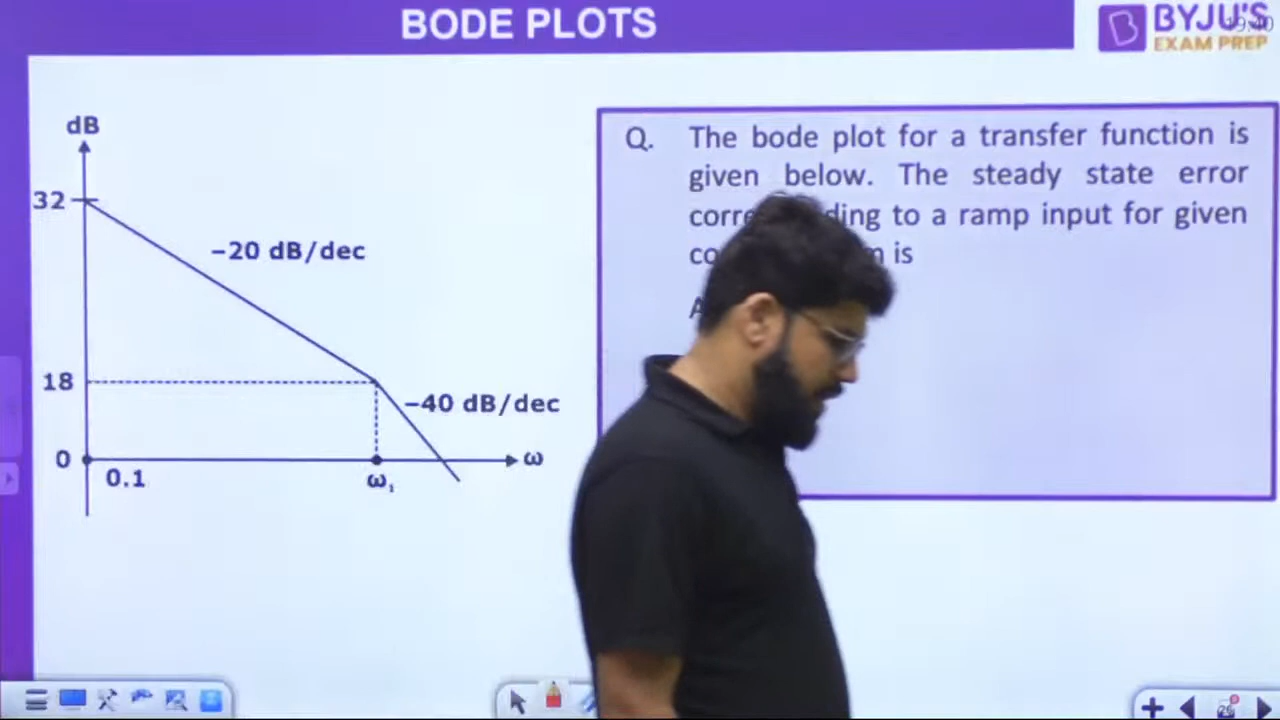 BODE PLOTS
BYJU'S
EXAM PREP
dB
32
-20 dB/dec
18
-40 dB/dec
0
0.1
ω₁
ω
Q. The bode plot for a transfer function is
given below. The steady state error
to a ramp input for given
is